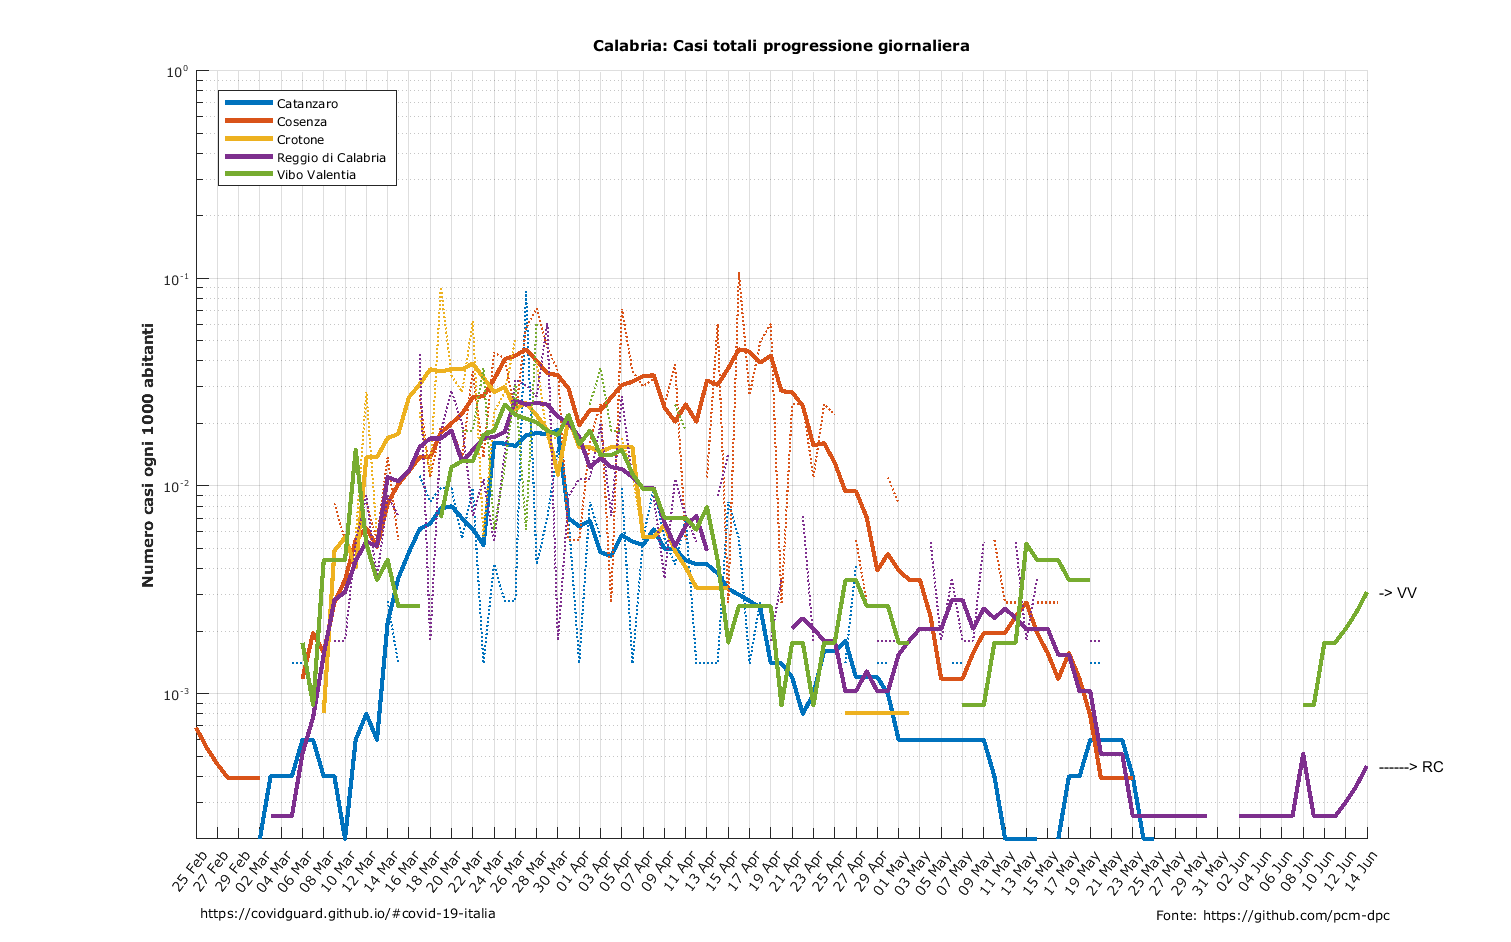 Calabria: Casi totali progressione giornaliera
10⁰
Catanzaro
Cosenza
Crotone
Reggio di Calabria
Vibo Valentia
10⁻¹
10⁻²
10⁻³
Numero casi ogni 1000 abitanti
-> VV
------> RC
25 Feb
27 Feb
29 Feb
02 Mar
04 Mar
06 Mar
08 Mar
10 Mar
12 Mar
14 Mar
16 Mar
18 Mar
20 Mar
22 Mar
24 Mar
26 Mar
28 Mar
30 Mar
01 Apr
03 Apr
05 Apr
07 Apr
09 Apr
11 Apr
13 Apr
15 Apr
17 Apr
19 Apr
21 Apr
23 Apr
25 Apr
27 Apr
29 Apr
01 May
03 May
05 May
07 May
09 May
11 May
13 May
15 May
17 May
19 May
21 May
23 May
25 May
27 May
29 May
31 May
02 Jun
04 Jun
06 Jun
08 Jun
10 Jun
12 Jun
14 Jun
https://covidguard.github.io/#covid-19-italia
Fonte: https://github.com/pcm-dpc